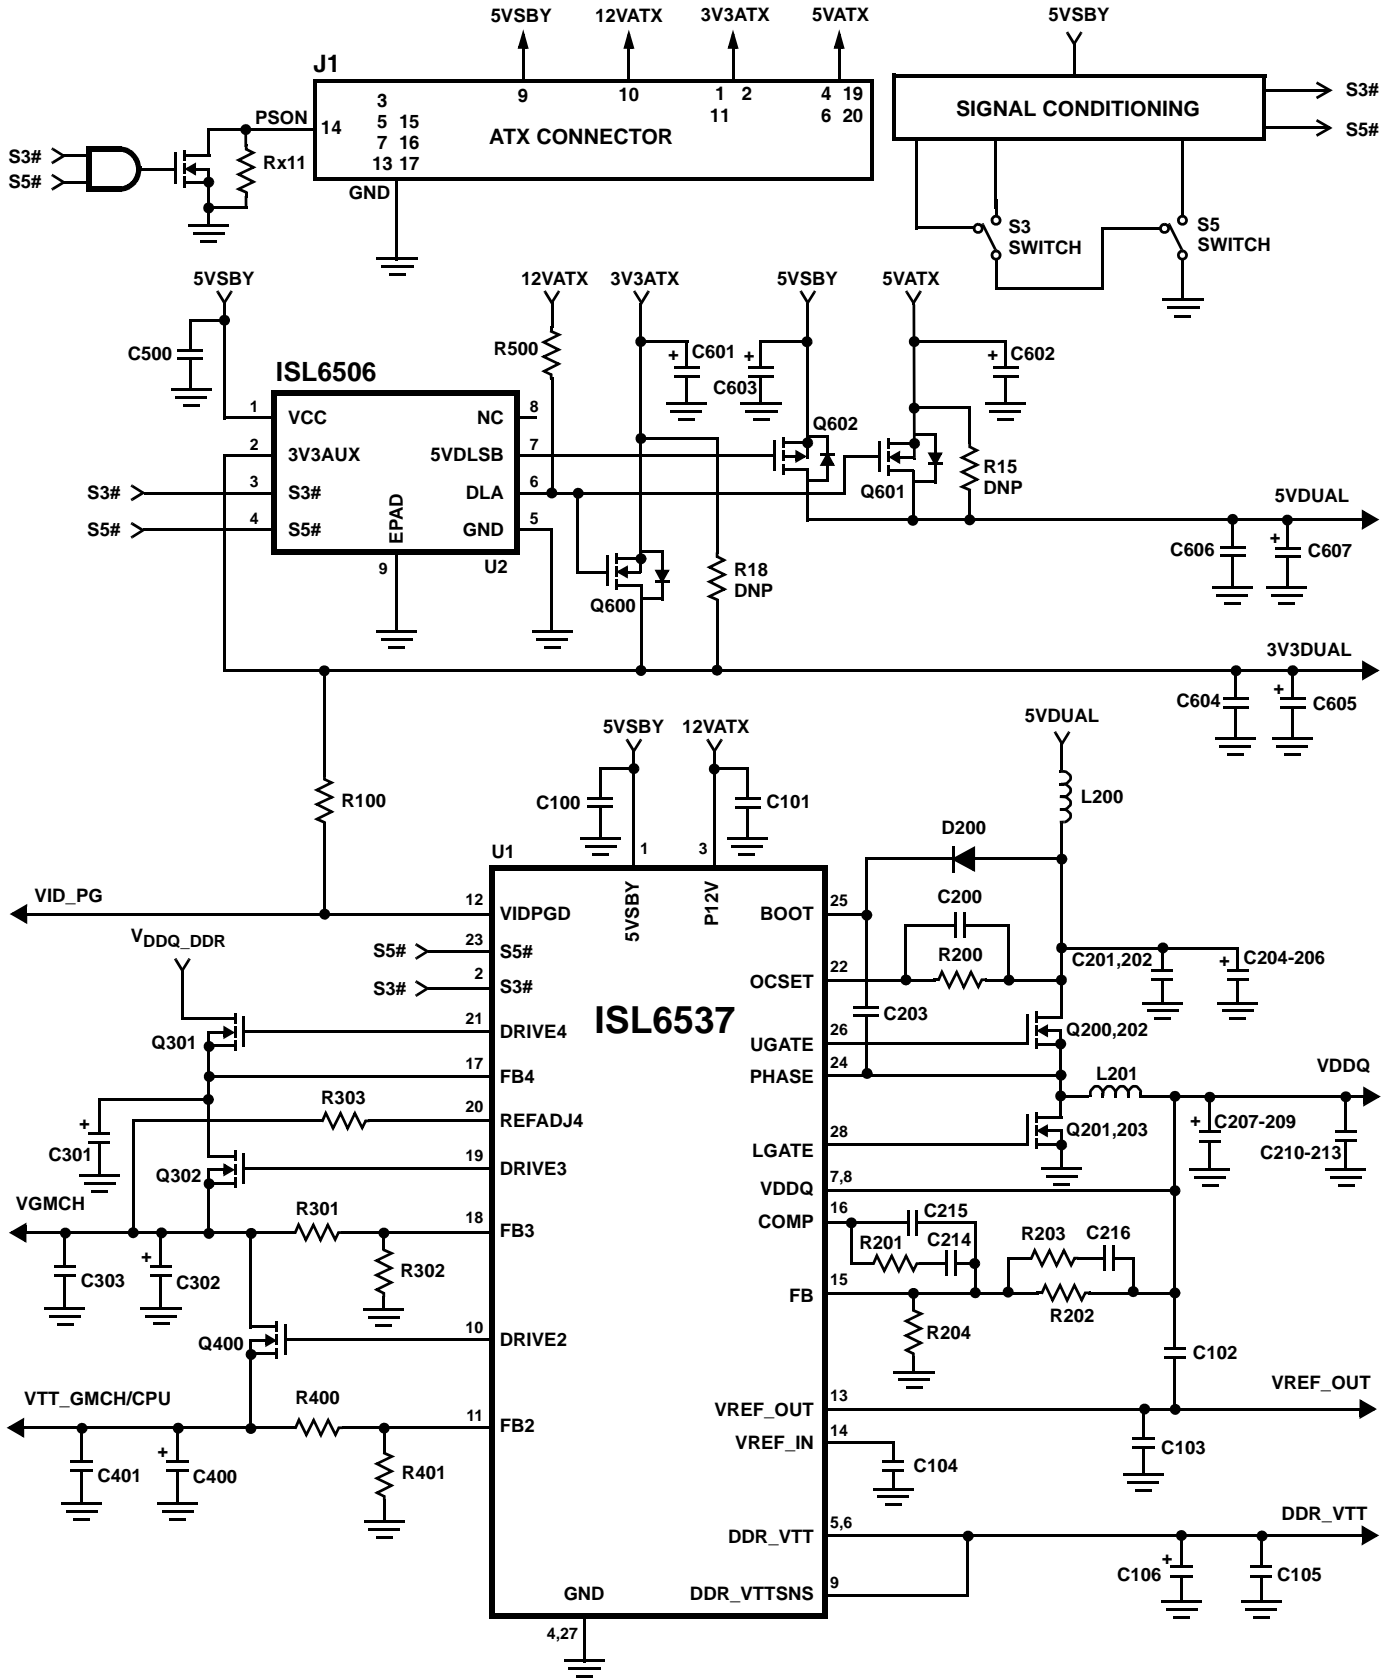 5VSBY 12VATX 3V3ATX 5VATX 5VSBY
J1
9 10 1 2 4 19
11 6 20
3
5 15
7 16
13 17
PSON 14
ATX CONNECTOR
SIGNAL CONDITIONING
S3#
S5#
S3#
S5#
Rx11
GND
S3 SWITCH
S5 SWITCH
5VSBY 12VATX 3V3ATX 5VSBY 5VATX
C500
R500
+ C601
+ C603
+ C602
ISL6506
1 VCC NC 8
2 3V3AUX 5VDLSB 7
S3# 3 S3# DLA 6
S5# 4 S5# GND 5
EPAD
9
U2
Q602
Q601
R15 DNP
5VDUAL
C606
+ C607
Q600
R18 DNP
3V3DUAL
C604
+ C605
R100
5VSBY 12VATX 5VDUAL
C100
C101
L200
D200
U1
1 3
5VSBY P12V
ISL6537
VID_PG 12 VIDPGD
VDDQ_DDR
S5# 23 S5#
S3# 2 S3#
Q301 21 DRIVE4
17 FB4
R303 20 REFADJ4
+ C301
Q302 19 DRIVE3
VGMCH R301 18 FB3
C303
+ C302
R302
Q400 10 DRIVE2
VTT_GMCH/CPU R400 11 FB2
C401
+ C400
R401
BOOT 25
C200
R200
OCSET 22
C201,202
+ C204-206
C203
UGATE 26
Q200,202
PHASE 24
L201
VDDQ
LGATE 28
Q201,203
+ C207-209
C210-213
VDDQ 7,8
COMP 16
C215
R201 C214
R203 C216
FB 15
R202
R204
C102
VREF_OUT 13
VREF_OUT
VREF_IN 14
C103
C104
DDR_VTT 5,6
DDR_VTT
+ C106
C105
DDR_VTTSNS 9
GND
4,27